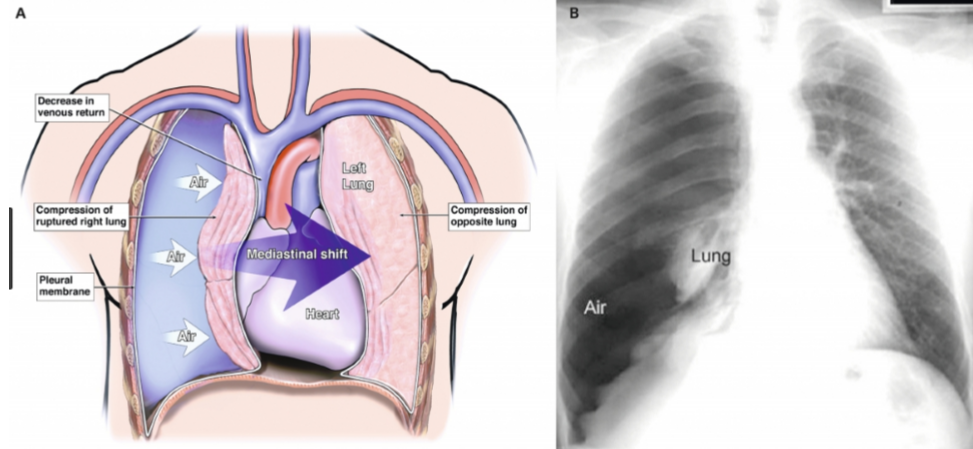 A
Decrease in
venous return
Air
Left
Lung
Compression of
ruptured right lung
Compression of
opposite lung
Air
Mediastinal shift
Pleural
membrane
Heart
Air
B
Lung
Air